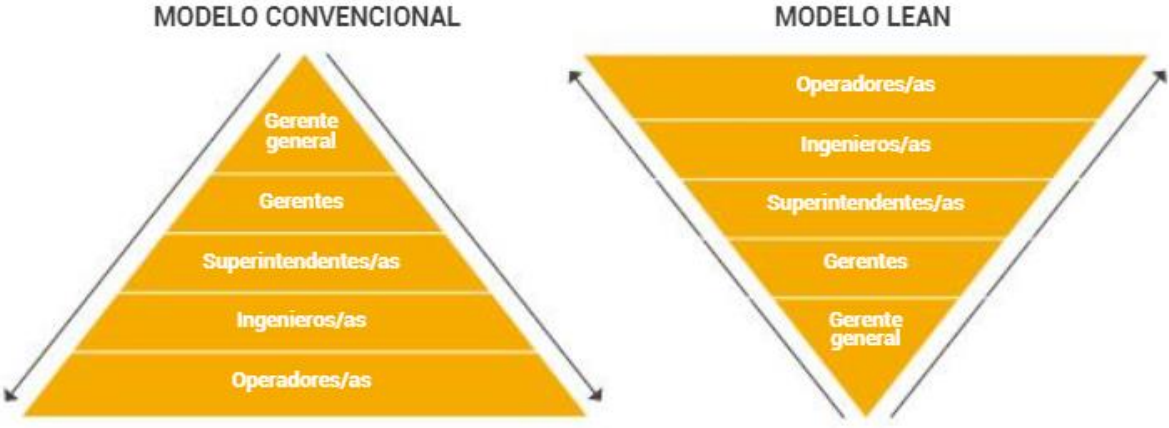 MODELO CONVENCIONAL
Gerente
general
Gerentes
Superintendentes/as
Ingenieros/as
Operadores/as
MODELO LEAN
Operadores/as
Ingenieros/as
Superintendentes/as
Gerentes
Gerente
general